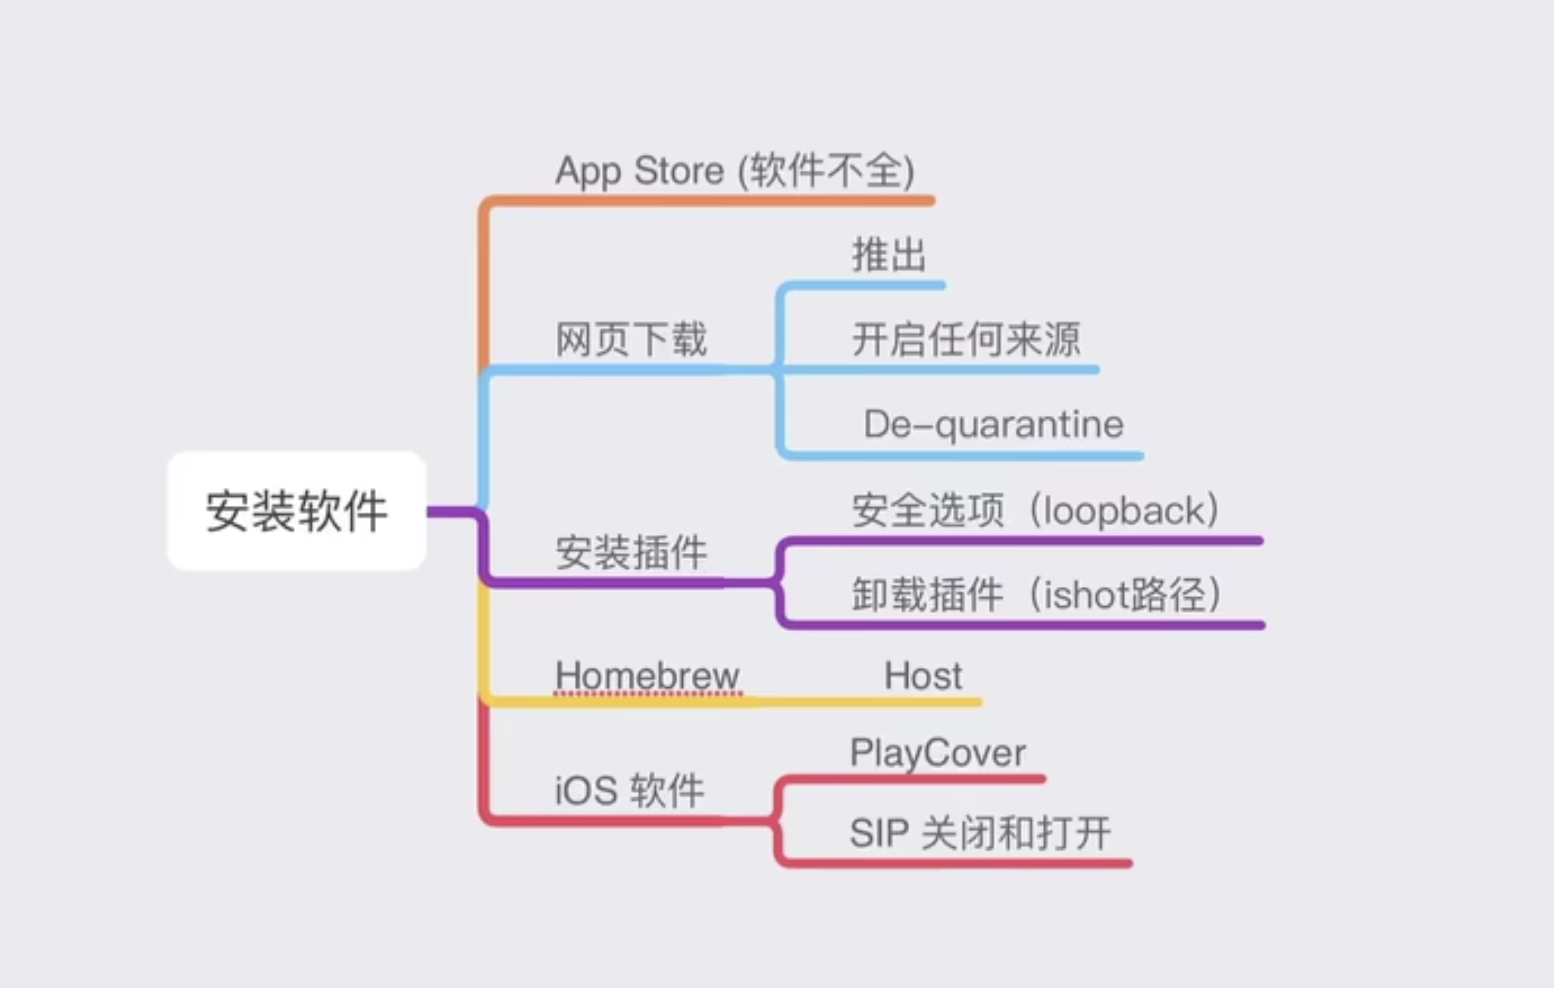 App Store (软件不全)
推出
网页下载
开启任何来源
De-quarantine
安装软件
安全选项（loopback）
安装插件
卸载插件（ishot路径）
Homebrew
Host
PlayCover
iOS 软件
SIP 关闭和打开